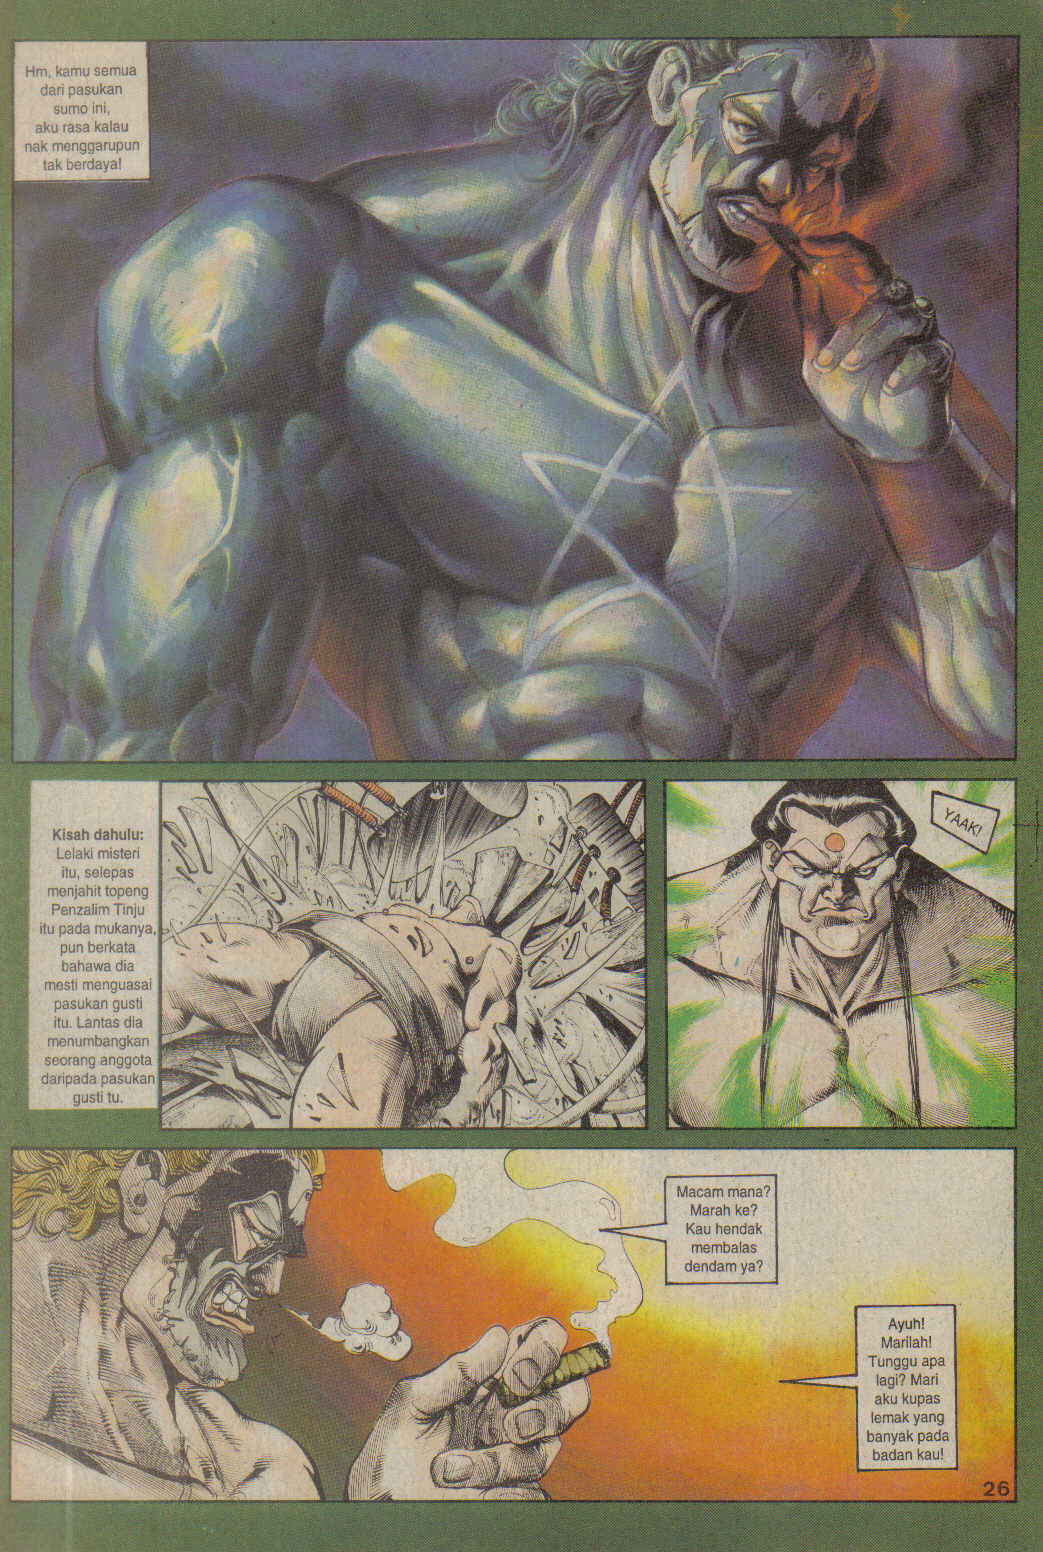 Hm, kamu semua
dari pasukan
sumo ini,
aku rasa kalau
nak menggarupun
tak berdaya!
Kisah dahulu:
Lelaki misteri
itu, selepas
menjahit topeng
Penzalim Tinju
itu pada mukanya,
pun berkata
bahawa dia
mesti menguasai
pasukan gusti
itu. Lantas dia
menumbangkan
seorang anggota
daripada pasukan
gusti tu.
YAAK!
Macam mana?
Marah ke?
Kau hendak
membalas
dendam ya?
Ayuh!
Marilah!
Tunggu apa
lagi? Mari
aku kupas
lemak yang
banyak pada
badan kau!
26